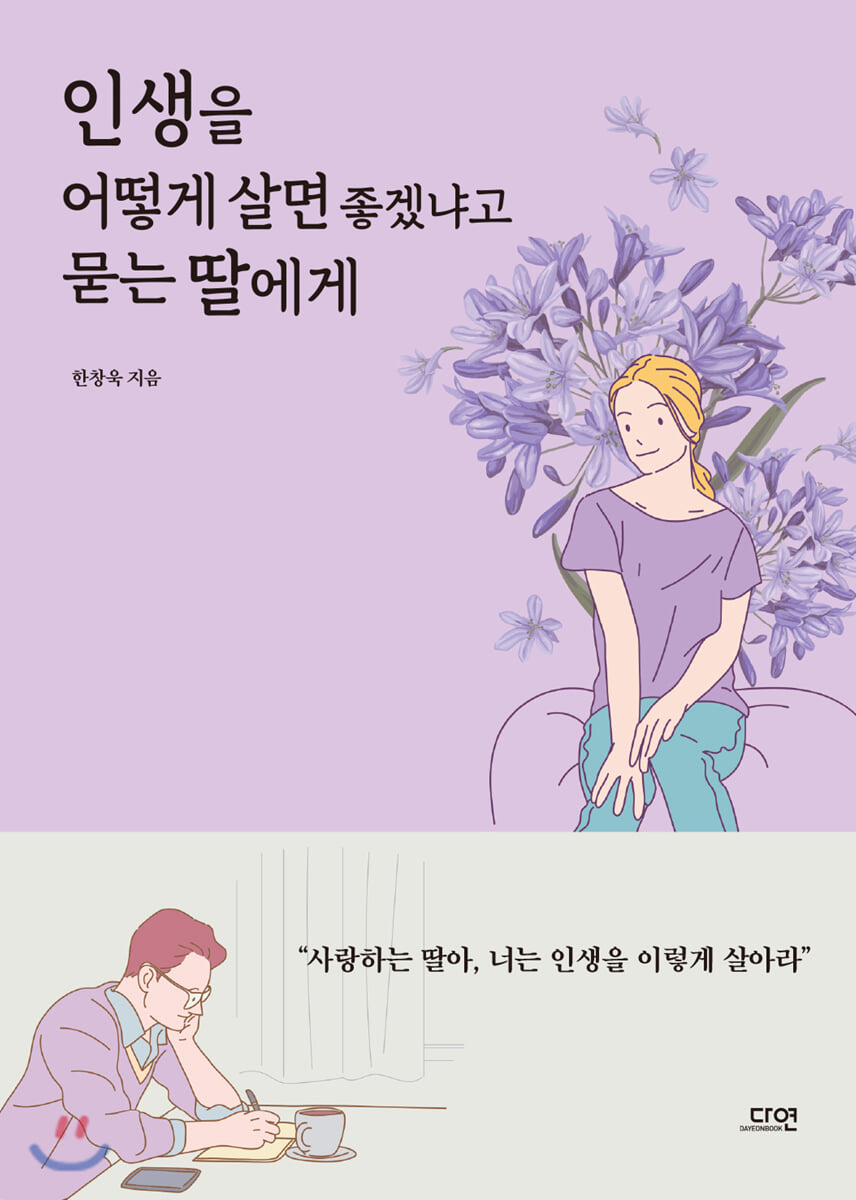 인생을
어떻게 살면 좋겠냐고
묻는 딸에게
한창욱 지음
“사랑하는 딸아, 너는 인생을 이렇게 살아라”
다연
DAYEONBOOK